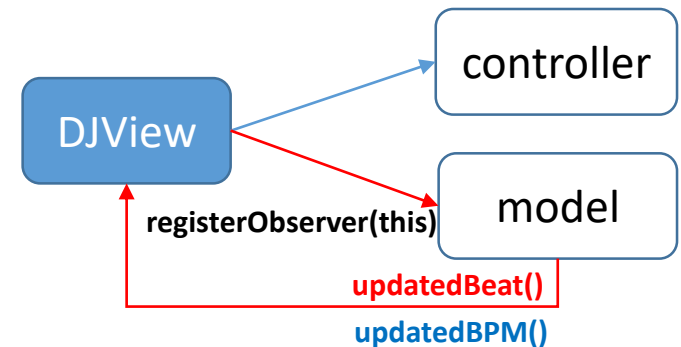 controller
DJView
model
registerObserver(this)
updatedBeat()
updatedBPM()